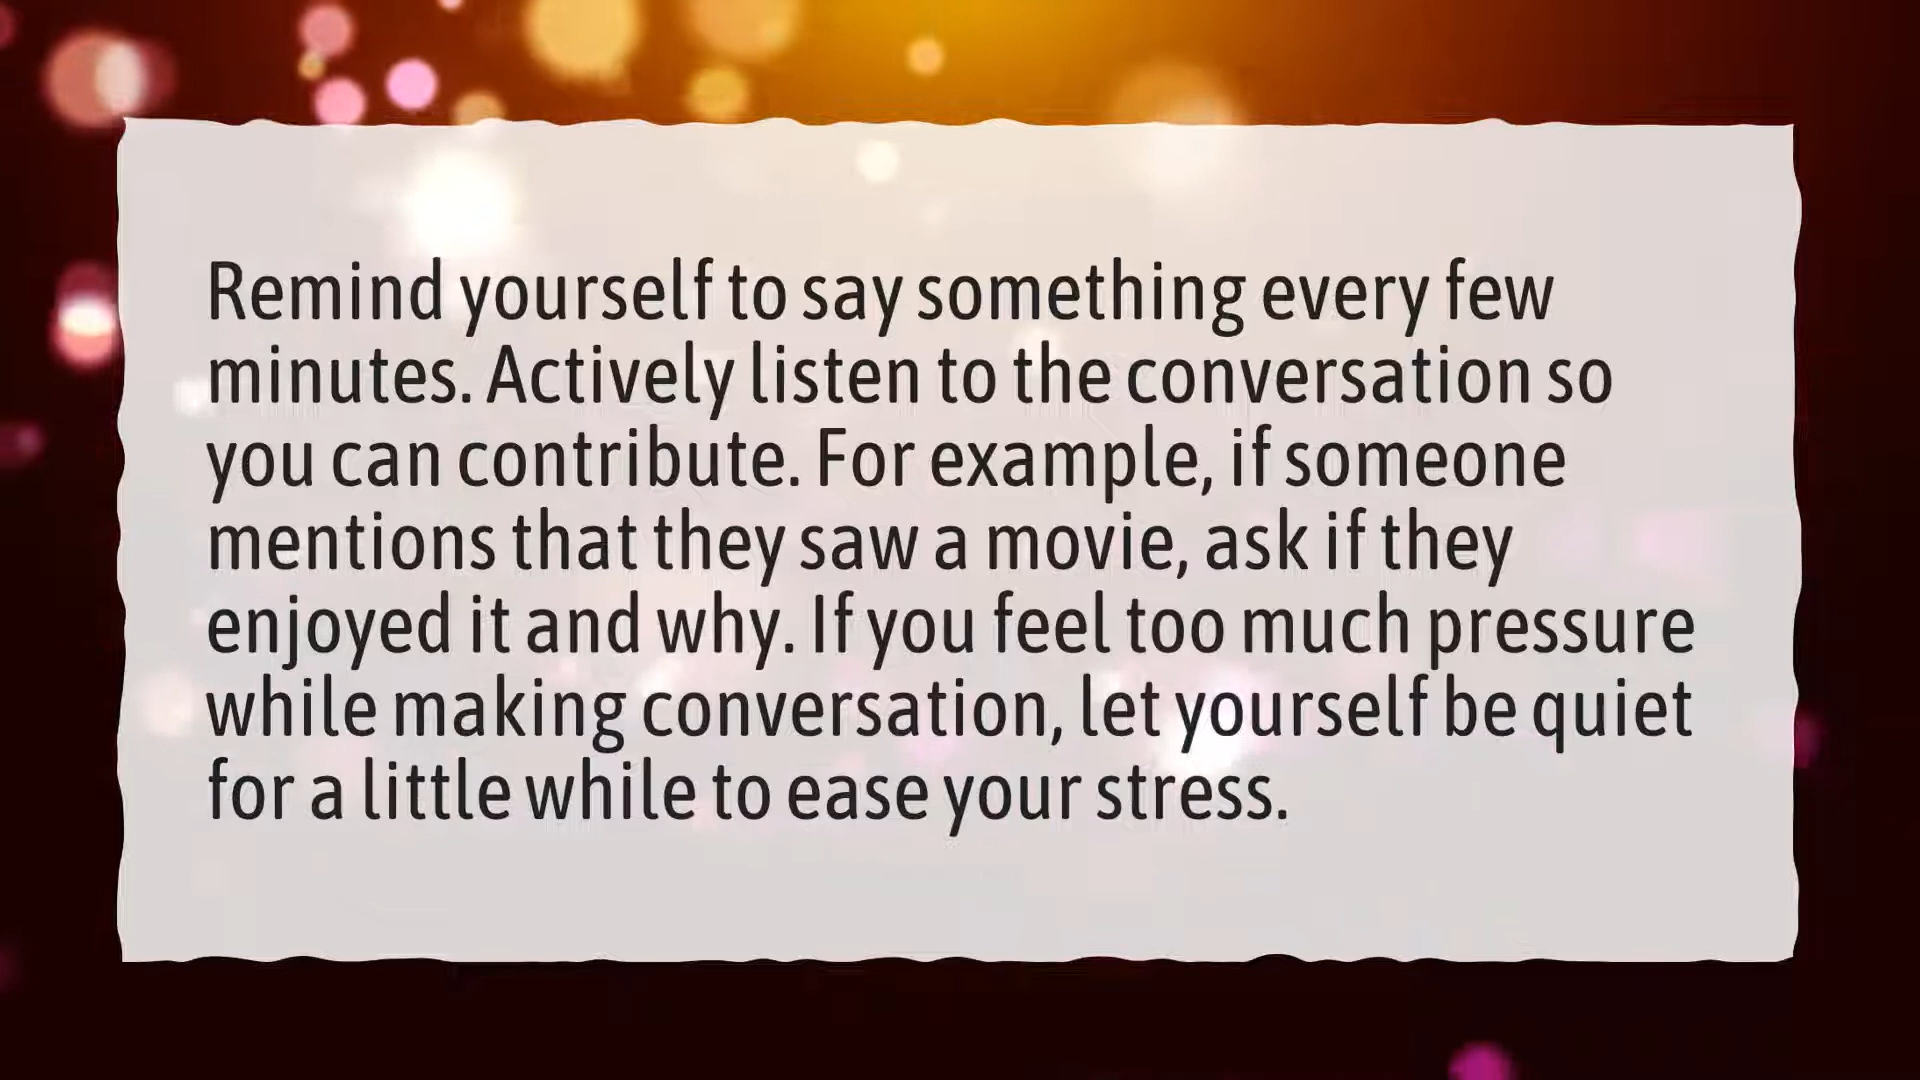 Remind yourself to say something every few
minutes. Actively listen to the conversation so
you can contribute. For example, if someone
mentions that they saw a movie, ask if they
enjoyed it and why. If you feel too much pressure
while making conversation, let yourself be quiet
for a little while to ease your stress.